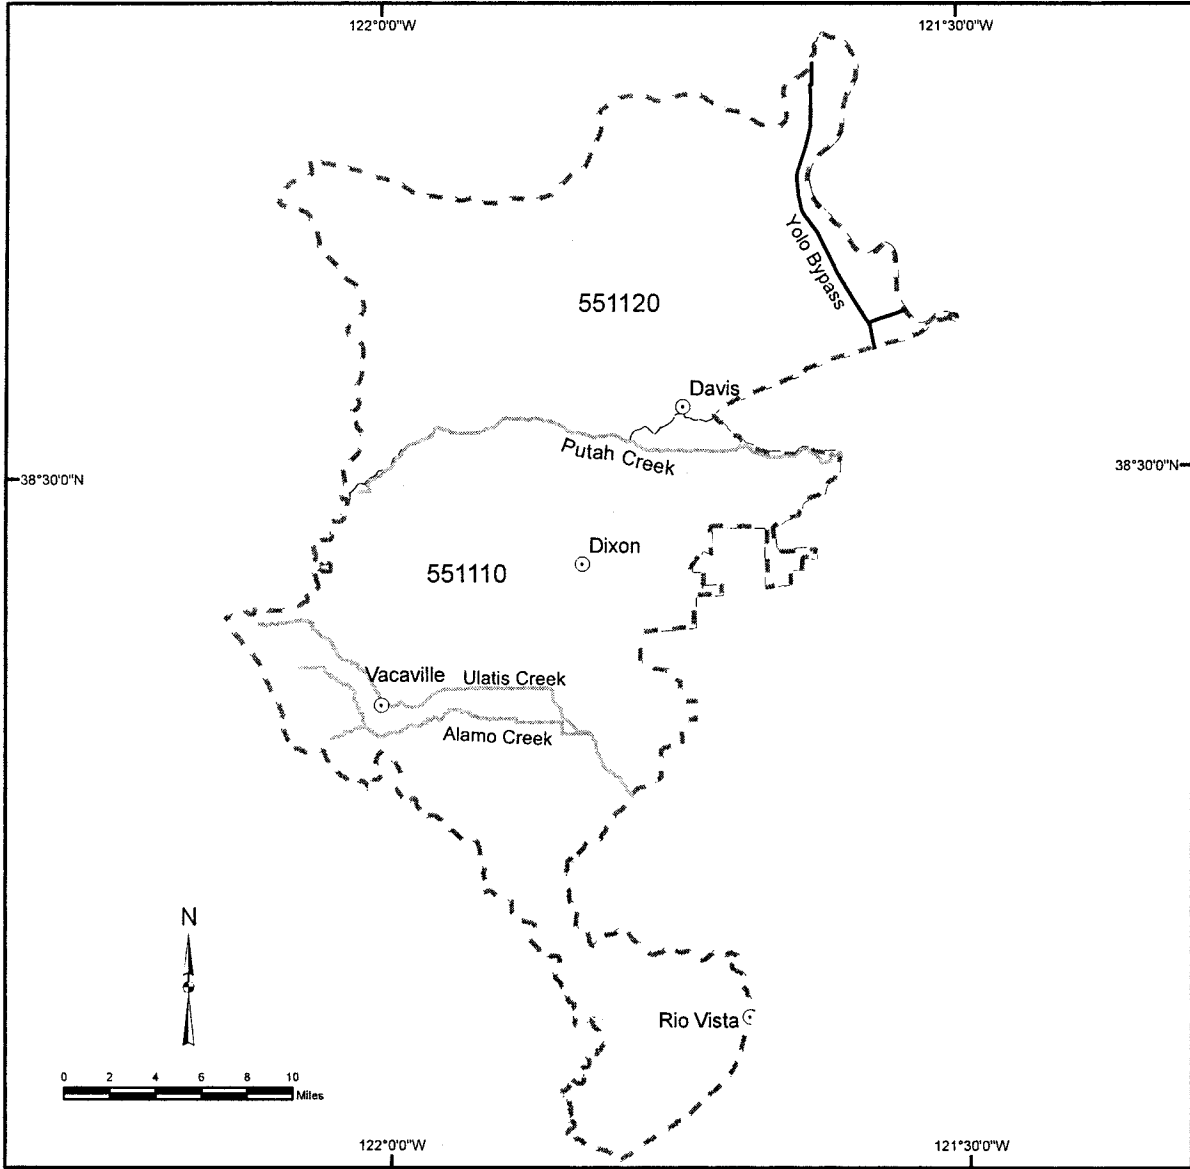 122°0'0"W
121°30'0"W
Yolo Bypass
551120
Davis
Putah Creek
38°30'0"N
38°30'0"N
Dixon
551110
Vacaville
Ulatis Creek
Alamo Creek
N
Rio Vista
0 2 4 6 8 10
Miles
122°0'0"W
121°30'0"W